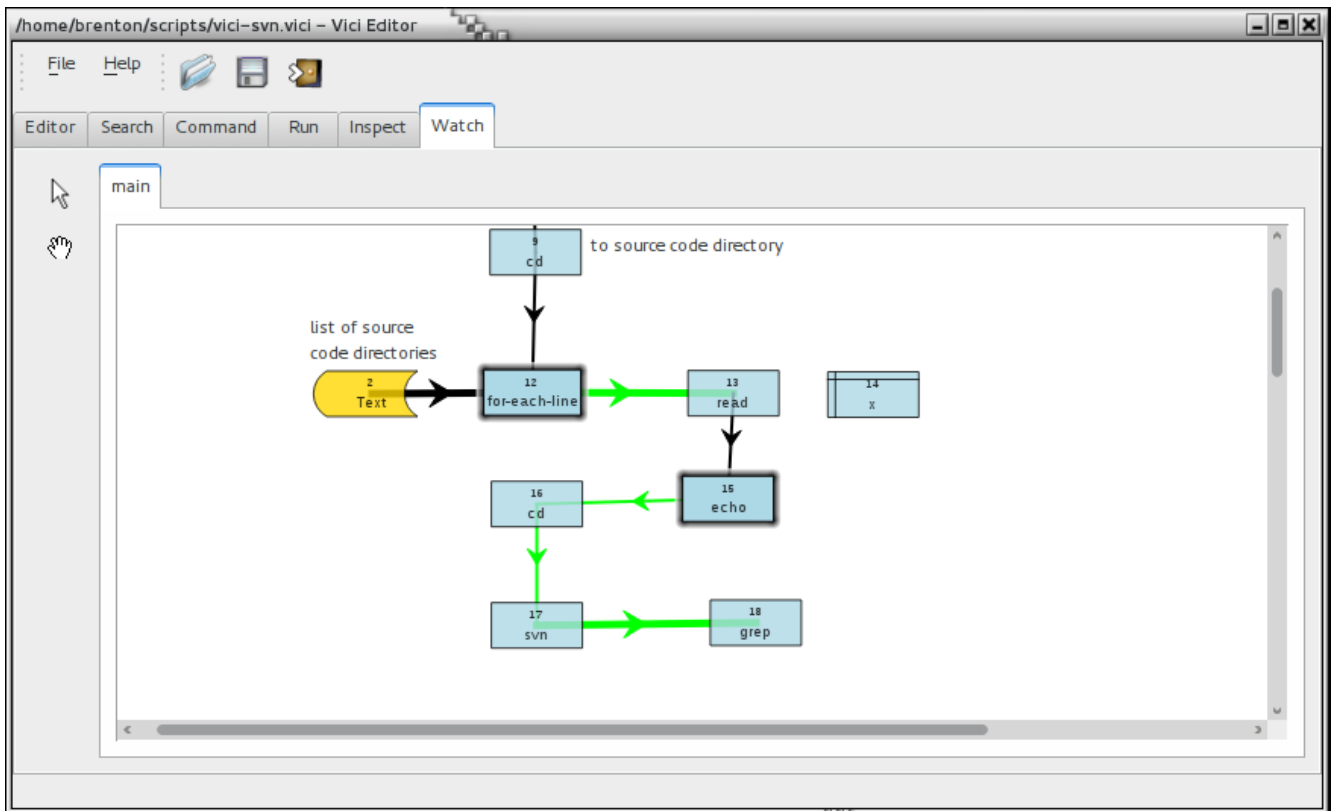 /home/brenton/scripts/vici-svn.vici – Vici Editor
File Help
Editor Search Command Run Inspect Watch
main
9
cd
to source code directory
list of source
code directories
2
Text
12
for-each-line
13
read
14
x
15
echo
16
cd
17
svn
18
grep